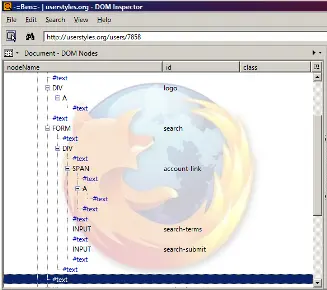 -=Ben=- | userstyles.org - DOM Inspector
File Edit Search View Help
http://userstyles.org/users/7858
Document - DOM Nodes
nodeName id class
#text
DIV logo
A
#text
#text
FORM search
#text
DIV
#text
SPAN account-link
#text
A
#text
#text
#text
INPUT search-terms
#text
INPUT search-submit
#text
#text
#text